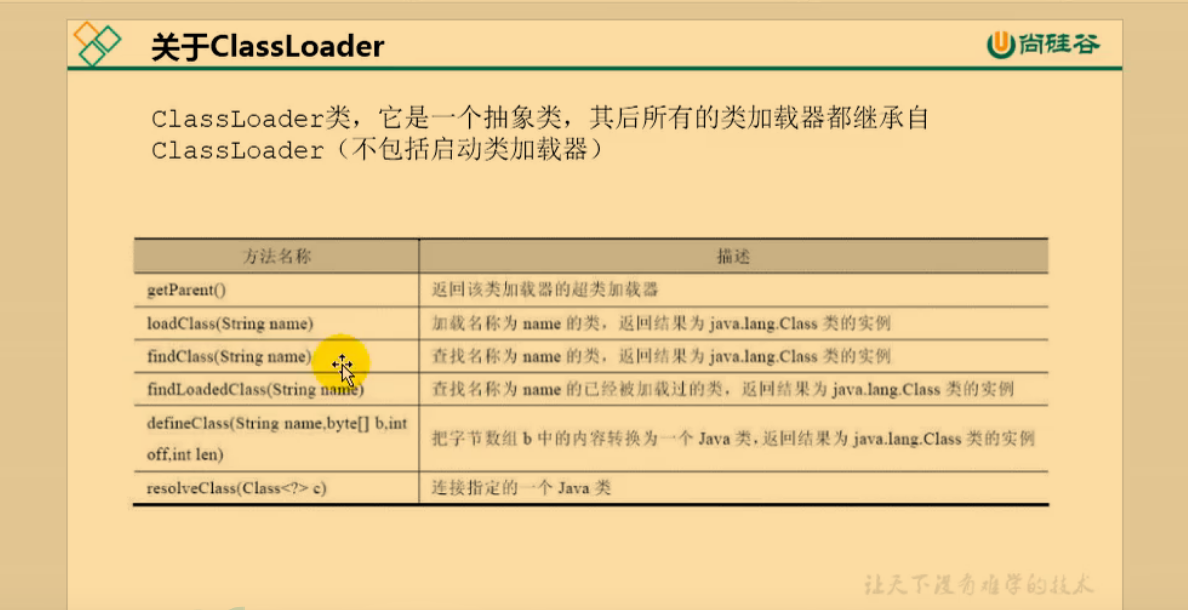 关于ClassLoader
尚硅谷
ClassLoader类，它是一个抽象类，其后所有的类加载器都继承自
ClassLoader（不包括启动类加载器）
方法名称 描述
getParent() 返回该类加载器的超类加载器
loadClass(String name) 加载名称为 name 的类，返回结果为 java.lang.Class 类的实例
findClass(String name) 查找名称为 name 的类，返回结果为 java.lang.Class 类的实例
findLoadedClass(String name) 查找名称为 name 的已经被加载过的类，返回结果为 java.lang.Class 类的实例
defineClass(String name,byte[] b,int
off,int len)
把字节数组 b 中的内容转换为一个 Java 类，返回结果为 java.lang.Class 类的实例
resolveClass(Class<?> c) 连接指定的一个 Java 类
让天下没有难学的技术